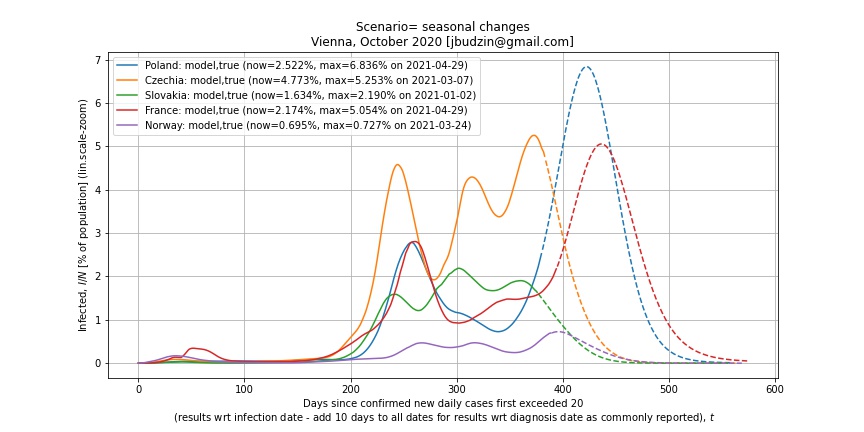 Scenario= seasonal changes
Vienna, October 2020 [jbudzin@gmail.com]
Poland: model,true (now=2.522%, max=6.836% on 2021-04-29)
Czechia: model,true (now=4.773%, max=5.253% on 2021-03-07)
Slovakia: model,true (now=1.634%, max=2.190% on 2021-01-02)
France: model,true (now=2.174%, max=5.054% on 2021-04-29)
Norway: model,true (now=0.695%, max=0.727% on 2021-03-24)
Infected, I/N [% of population] (lin.scale-zoom)
7
6
5
4
3
2
1
0
0 100 200 300 400 500 600
Days since confirmed new daily cases first exceeded 20
(results wrt infection date - add 10 days to all dates for results wrt diagnosis date as commonly reported), t